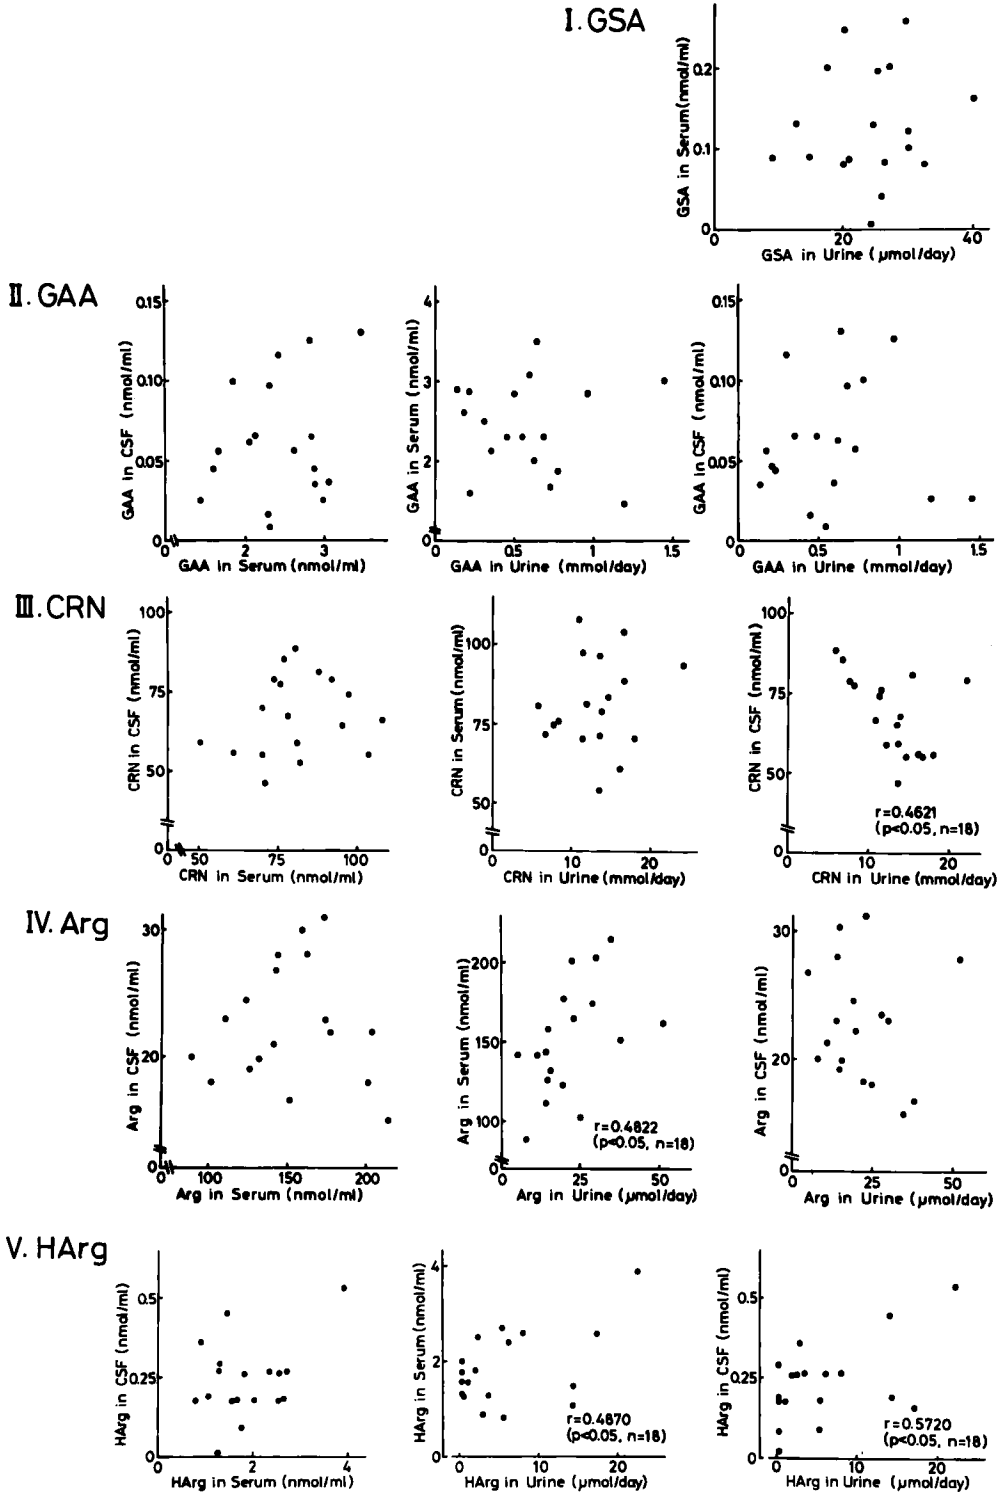 I. GSA
GSA in Serum (nmol/ml)
0.2
0.1
0
0
20
40
GSA in Urine (µmol/day)
II. GAA
GAA in CSF (nmol/ml)
0.15
0.10
0.05
0
0
2
3
GAA in Serum (nmol/ml)
GAA in Serum (nmol/ml)
4
3
2
0
0
0.5
1
1.5
GAA in Urine (mmol/day)
GAA in CSF (nmol/ml)
0.15
0.10
0.05
0
0
0.5
1
1.5
GAA in Urine (mmol/day)
III. CRN
CRN in CSF (nmol/ml)
100
75
50
0
0
50
75
100
CRN in Serum (nmol/ml)
CRN in Serum (nmol/ml)
100
75
50
0
0
10
20
CRN in Urine (mmol/day)
CRN in CSF (nmol/ml)
100
75
50
0
r=0.4621
(p<0.05, n=18)
0
10
20
CRN in Urine (mmol/day)
IV. Arg
Arg in CSF (nmol/ml)
30
20
0
0
100
150
200
Arg in Serum (nmol/ml)
Arg in Serum (nmol/ml)
200
150
100
0
r=0.4822
(p<0.05, n=18)
0
25
50
Arg in Urine (µmol/day)
Arg in CSF (nmol/ml)
30
20
0
0
25
50
Arg in Urine (µmol/day)
V. HArg
HArg in CSF (nmol/ml)
0.5
0.25
0
0
2
4
HArg in Serum (nmol/ml)
HArg in Serum (nmol/ml)
4
2
0
r=0.4870
(p<0.05, n=18)
0
10
20
HArg in Urine (µmol/day)
HArg in CSF (nmol/ml)
0.5
0.25
0
r=0.5720
(p<0.05, n=18)
0
10
20
HArg in Urine (µmol/day)